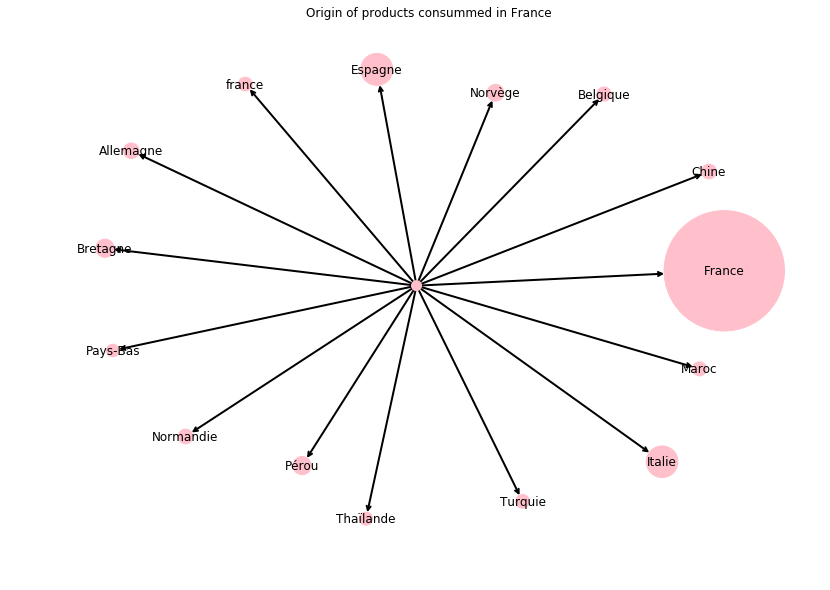 Origin of products consummed in France
Espagne
france
Norvège
Belgique
Allemagne
Chine
Bretagne
France
Pays-Bas
Maroc
Normandie
Italie
Pérou
Turquie
Thaïlande